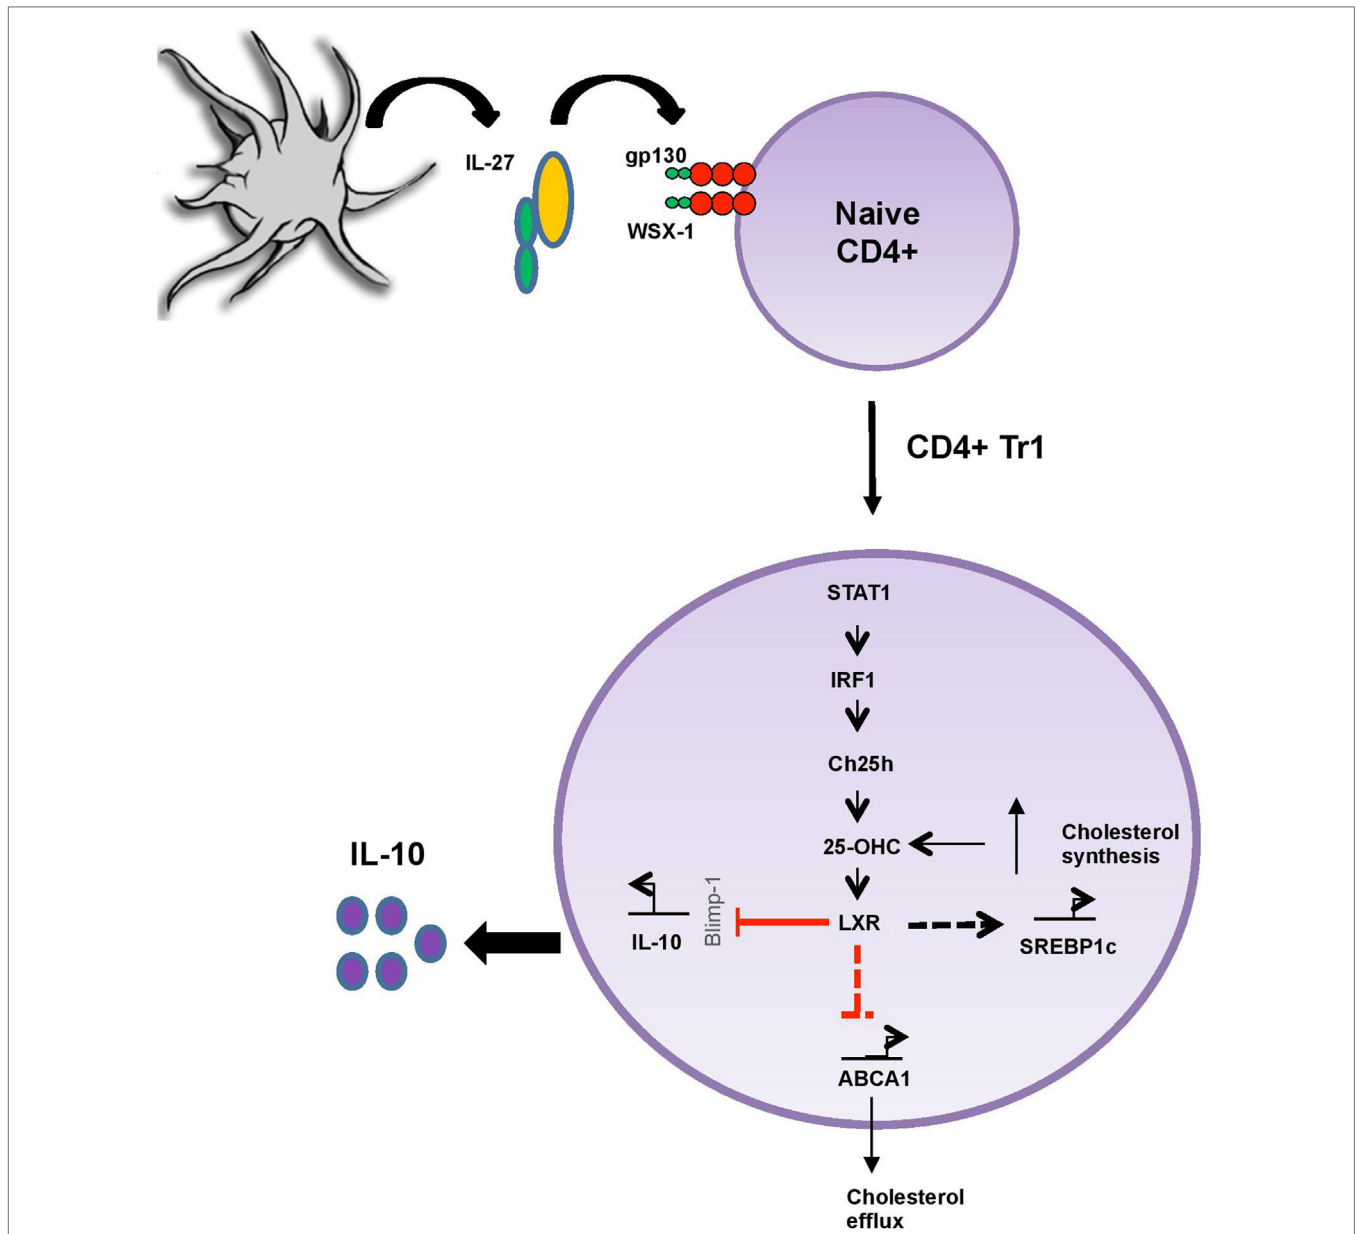 IL-27
gp130
WSX-1
Naive
CD4+
CD4+ Tr1
STAT1
IRF1
Ch25h
25-OHC
Cholesterol
synthesis
IL-10
IL-10
Blimp-1
LXR
SREBP1c
ABCA1
Cholesterol
efflux